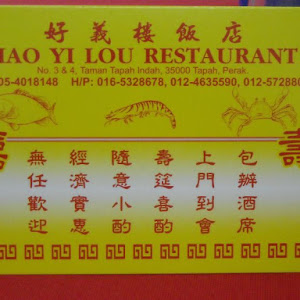 好義樓飯店
HAO YI LOU RESTAURANT
No. 3 & 4, Taman Tapah Indah, 35000 Tapah, Perak.
05-4018148 H/P: 016-5328678, 012-4635590, 012-572880
包辦酒席
上門到會
壽筵喜酌
隨意小酌
經濟實惠
無任歡迎